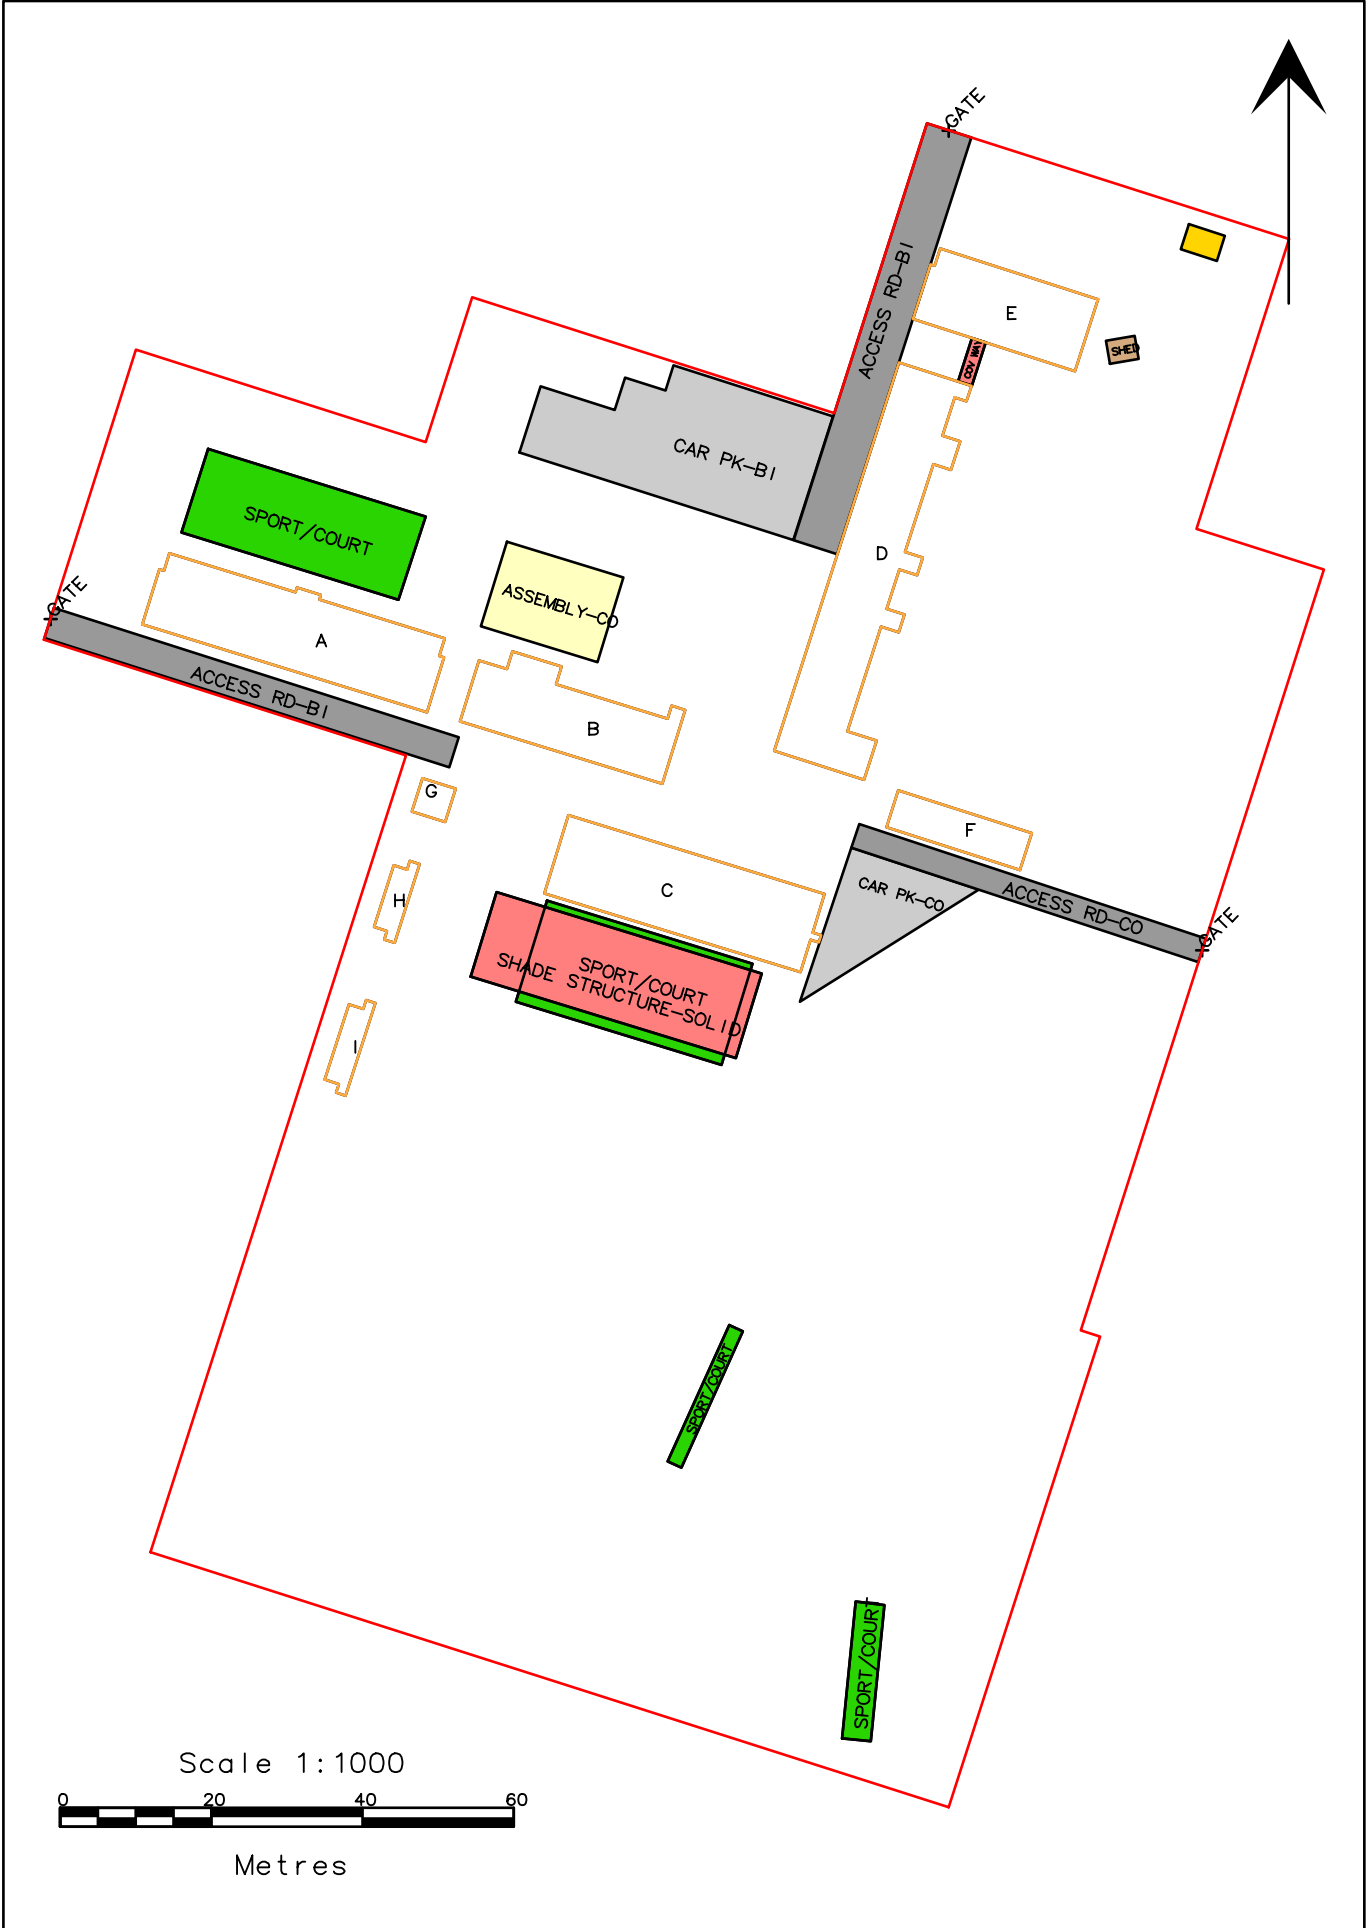 GATE
ACCESS RD-BI
E
SHED
COV WAY
CAR PK-BI
SPORT/COURT
D
ASSEMBLY-CO
GATE
A
ACCESS RD-BI
B
G
F
CAR PK-CO
ACCESS RD-CO
GATE
C
H
SPORT/COURT
SHADE STRUCTURE-SOLID
I
SPORT/COURT
SPORT/COURT
Scale 1:1000
0 20 40 60
Metres